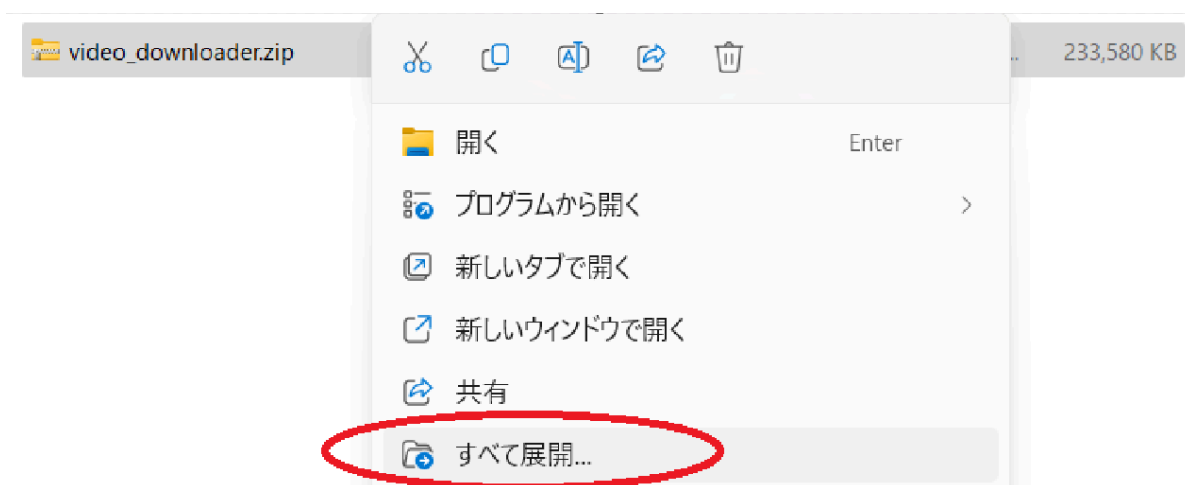 video_downloader.zip
233,580 KB
開く Enter
プログラムから開く
新しいタブで開く
新しいウィンドウで開く
共有
すべて展開...